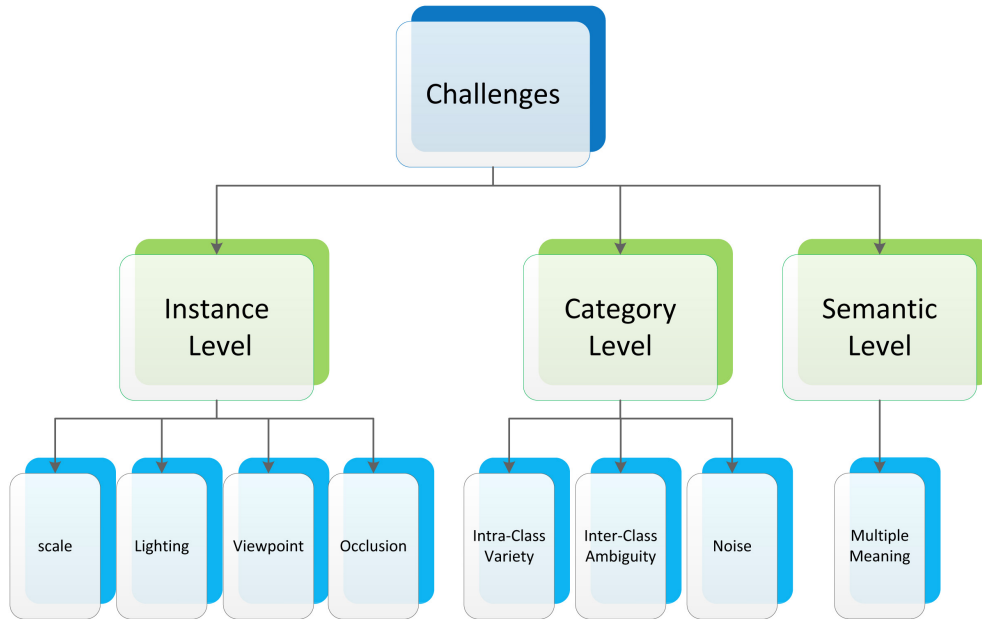 Challenges
Instance
Level
Category
Level
Semantic
Level
scale
Lighting
Viewpoint
Occlusion
Intra-Class
Variety
Inter-Class
Ambiguity
Noise
Multiple
Meaning